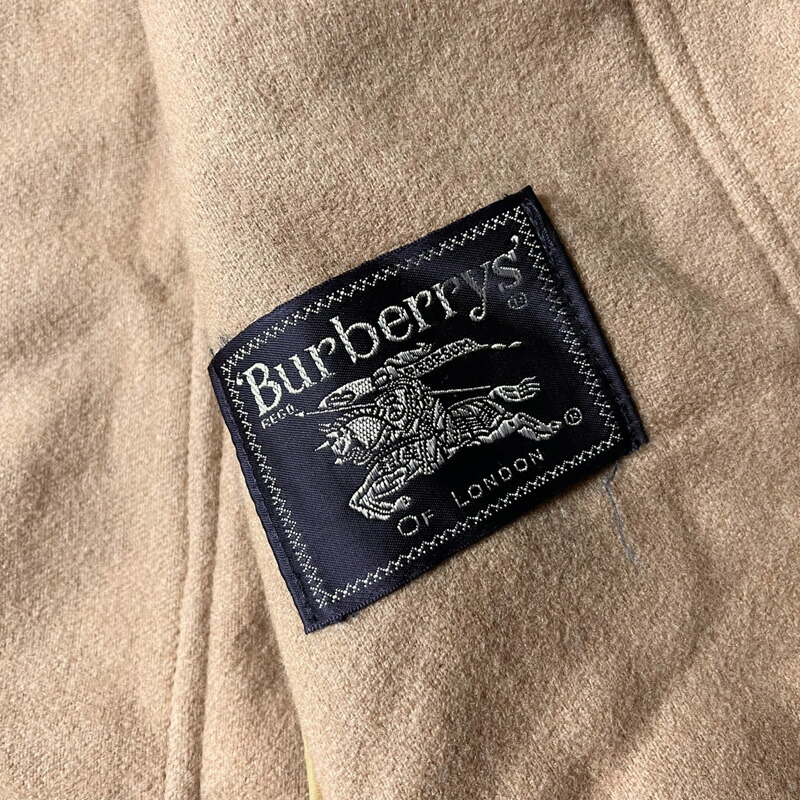 'Burberrys'®
REGD.
®
OF LONDON